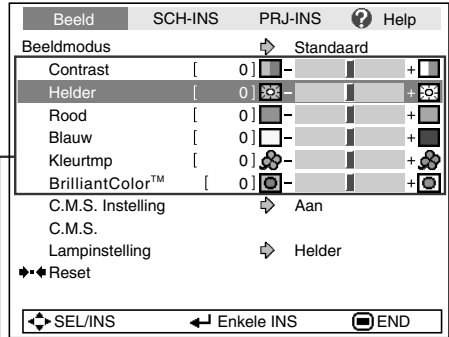 Beeld SCH-INS PRJ-INS ? Help
Beeldmodus Standaard
Contrast [ 0 ] - +
Helder [ 0 ] - +
Rood [ 0 ] - +
Blauw [ 0 ] - +
Kleurtmp [ 0 ] - +
BrilliantColor™ [ 0 ] - +
C.M.S. Instelling Aan
C.M.S.
Lampinstelling Helder
Reset
SEL/INS Enkele INS END